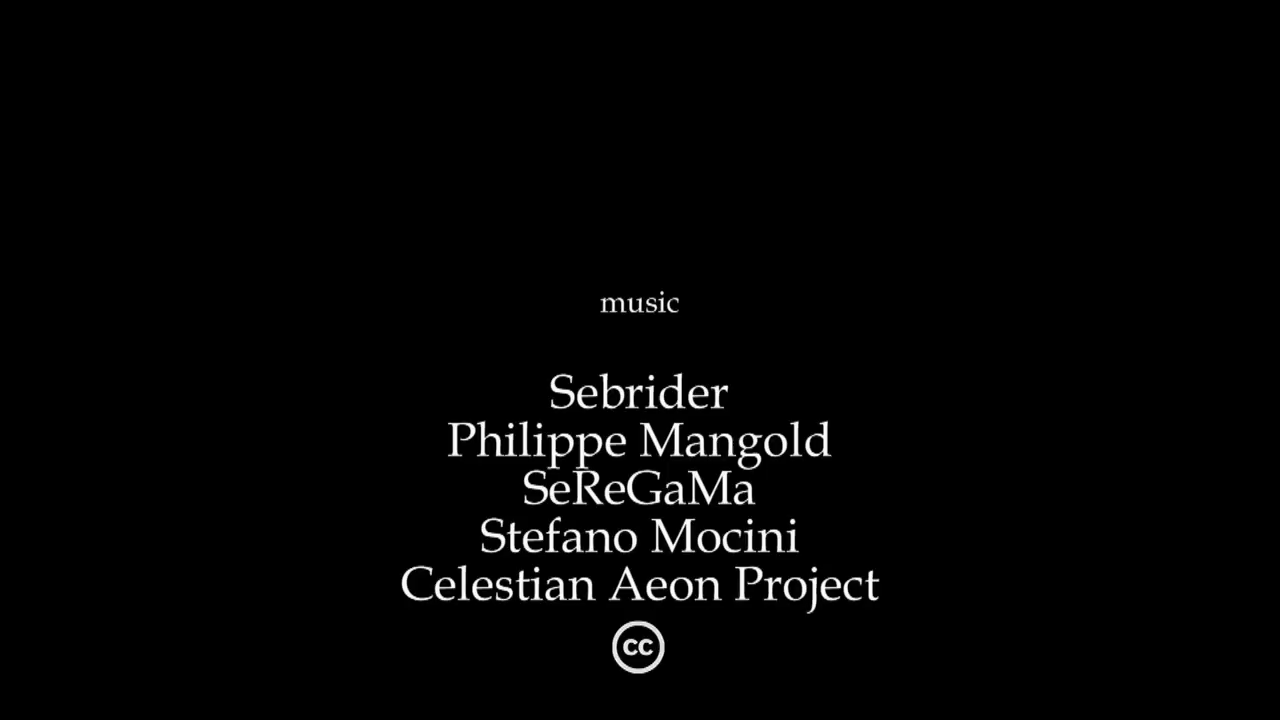 music
Sebrider
Philippe Mangold
SeReGaMa
Stefano Mocini
Celestian Aeon Project
cc